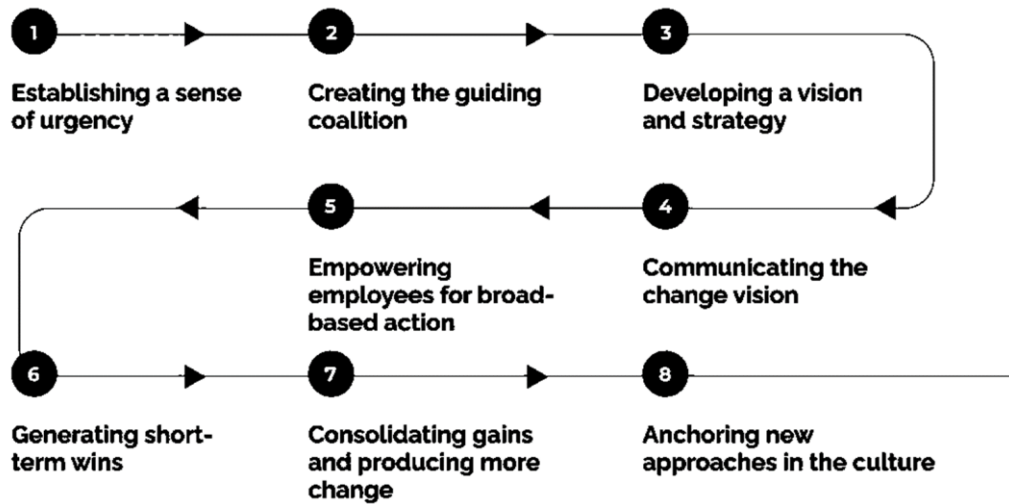 1
Establishing a sense
of urgency
2
Creating the guiding
coalition
3
Developing a vision
and strategy
4
Communicating the
change vision
5
Empowering
employees for broad-
based action
6
Generating short-
term wins
7
Consolidating gains
and producing more
change
8
Anchoring new
approaches in the culture